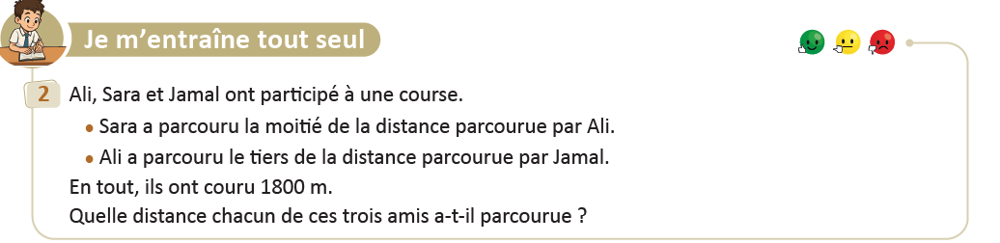 Je m'entraîne tout seul
2 Ali, Sara et Jamal ont participé à une course.
• Sara a parcouru la moitié de la distance parcourue par Ali.
• Ali a parcouru le tiers de la distance parcourue par Jamal.
En tout, ils ont couru 1800 m.
Quelle distance chacun de ces trois amis a-t-il parcourue ?